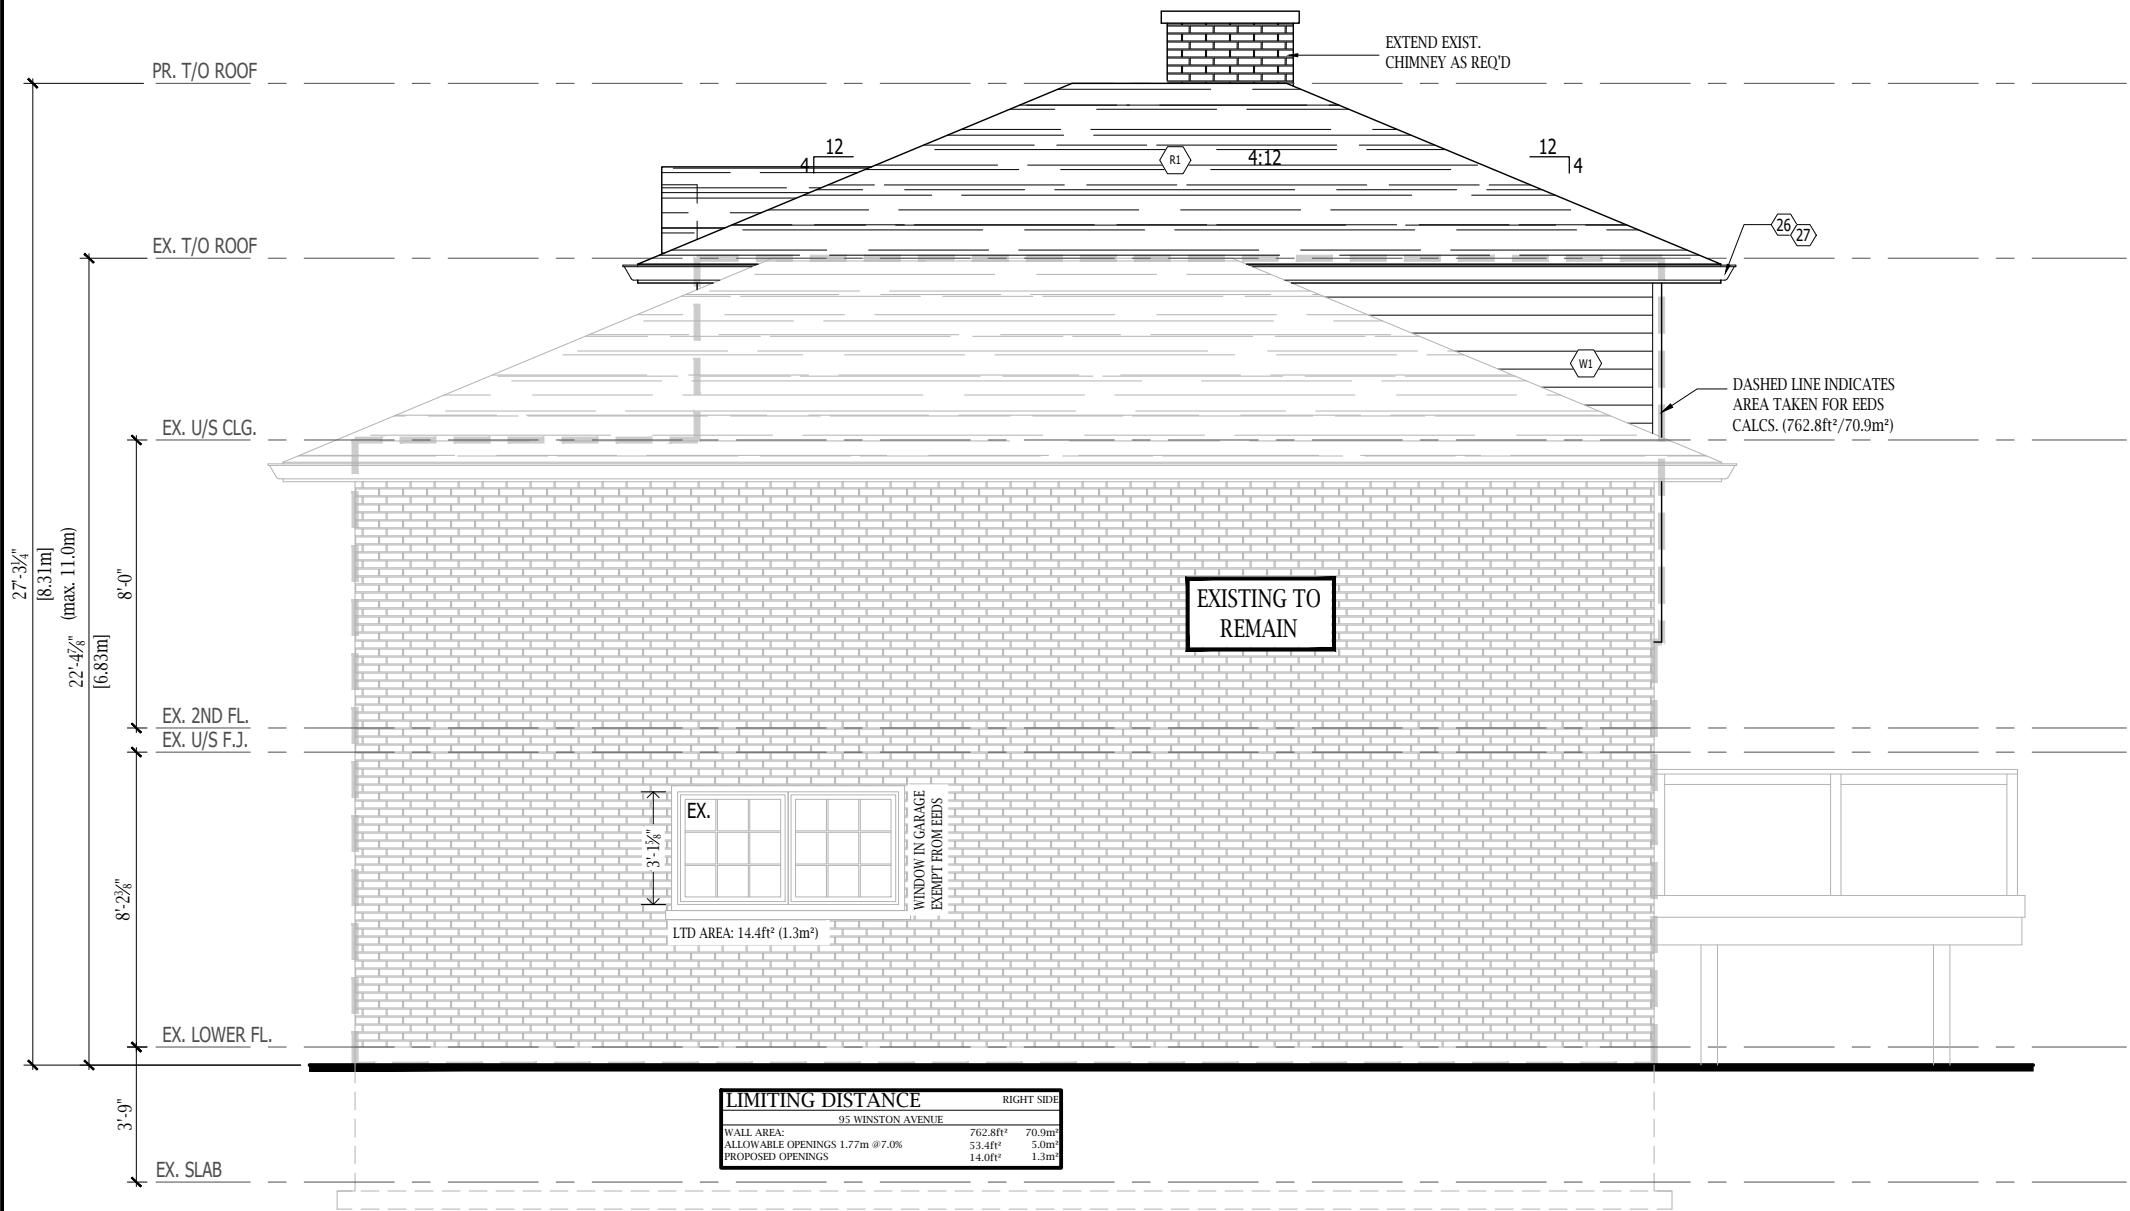 EXTEND EXIST.
CHIMNEY AS REQ'D
PR. T/O ROOF
12
4
R1
4:12
12
4
EX. T/O ROOF
26
27
W1
DASHED LINE INDICATES
AREA TAKEN FOR EEDS
CALCS. (762.8ft²/70.9m²)
EX. U/S CLG.
27'-3¼"
[8.31m]
(max. 11.0m)
22'-4⅞"
[6.83m]
8'-0"
EXISTING TO
REMAIN
EX. 2ND FL.
EX. U/S F.J.
EX.
3'-1⅝"
WINDOW IN GARAGE
EXEMPT FROM EEDS
8'-2⅜"
LTD AREA: 14.4ft² (1.3m²)
EX. LOWER FL.
3'-9"
LIMITING DISTANCE RIGHT SIDE
95 WINSTON AVENUE
WALL AREA: 762.8ft² 70.9m²
ALLOWABLE OPENINGS 1.77m @7.0% 53.4ft² 5.0m²
PROPOSED OPENINGS 14.0ft² 1.3m²
EX. SLAB